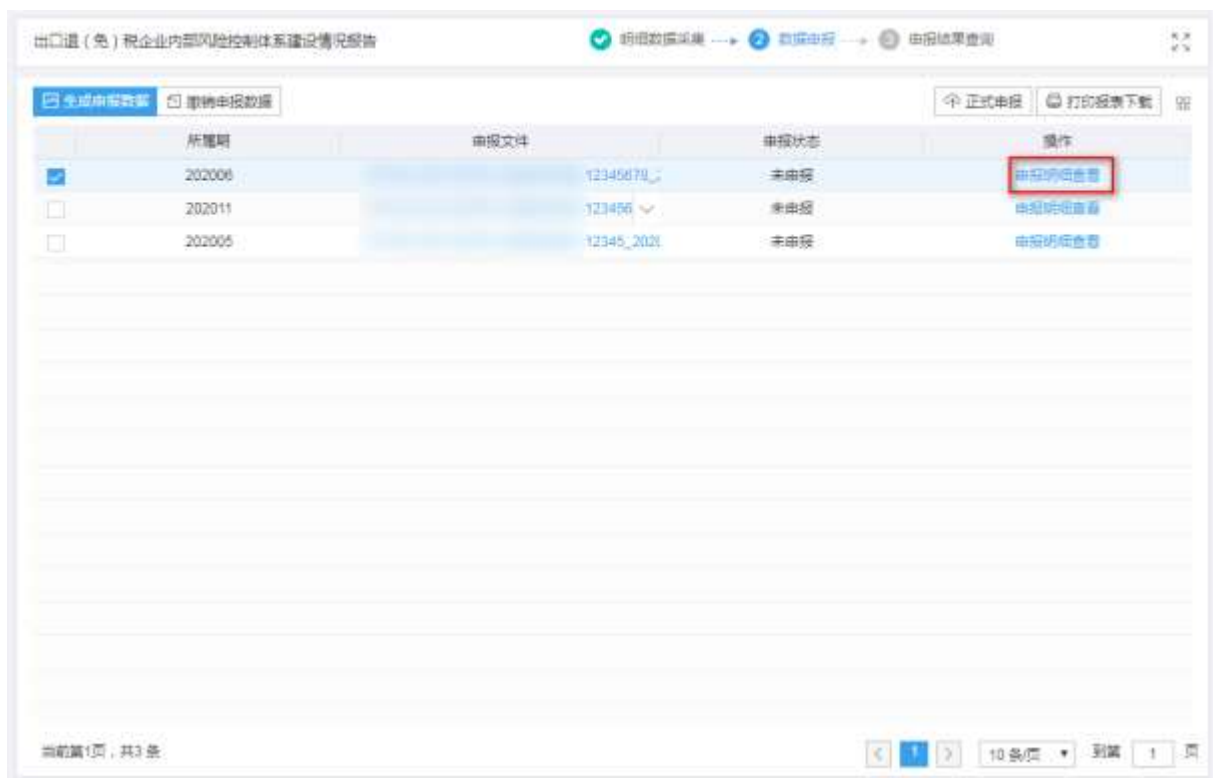 出口退(免)税企业内部风险控制体系建设情况报告 明细数据采集 2 数据申报 3 申报结果查询
生成申报数据 撤销申报数据 正式申报 打印报表下载
所属期 申报文件 申报状态 操作
202006 12345678_ 未申报 申报明细查看
202011 123456 未申报 申报明细查看
202005 12345_202 未申报 申报明细查看
当前第1页,共3条 < 1 > 10 条/页 到第 1 页